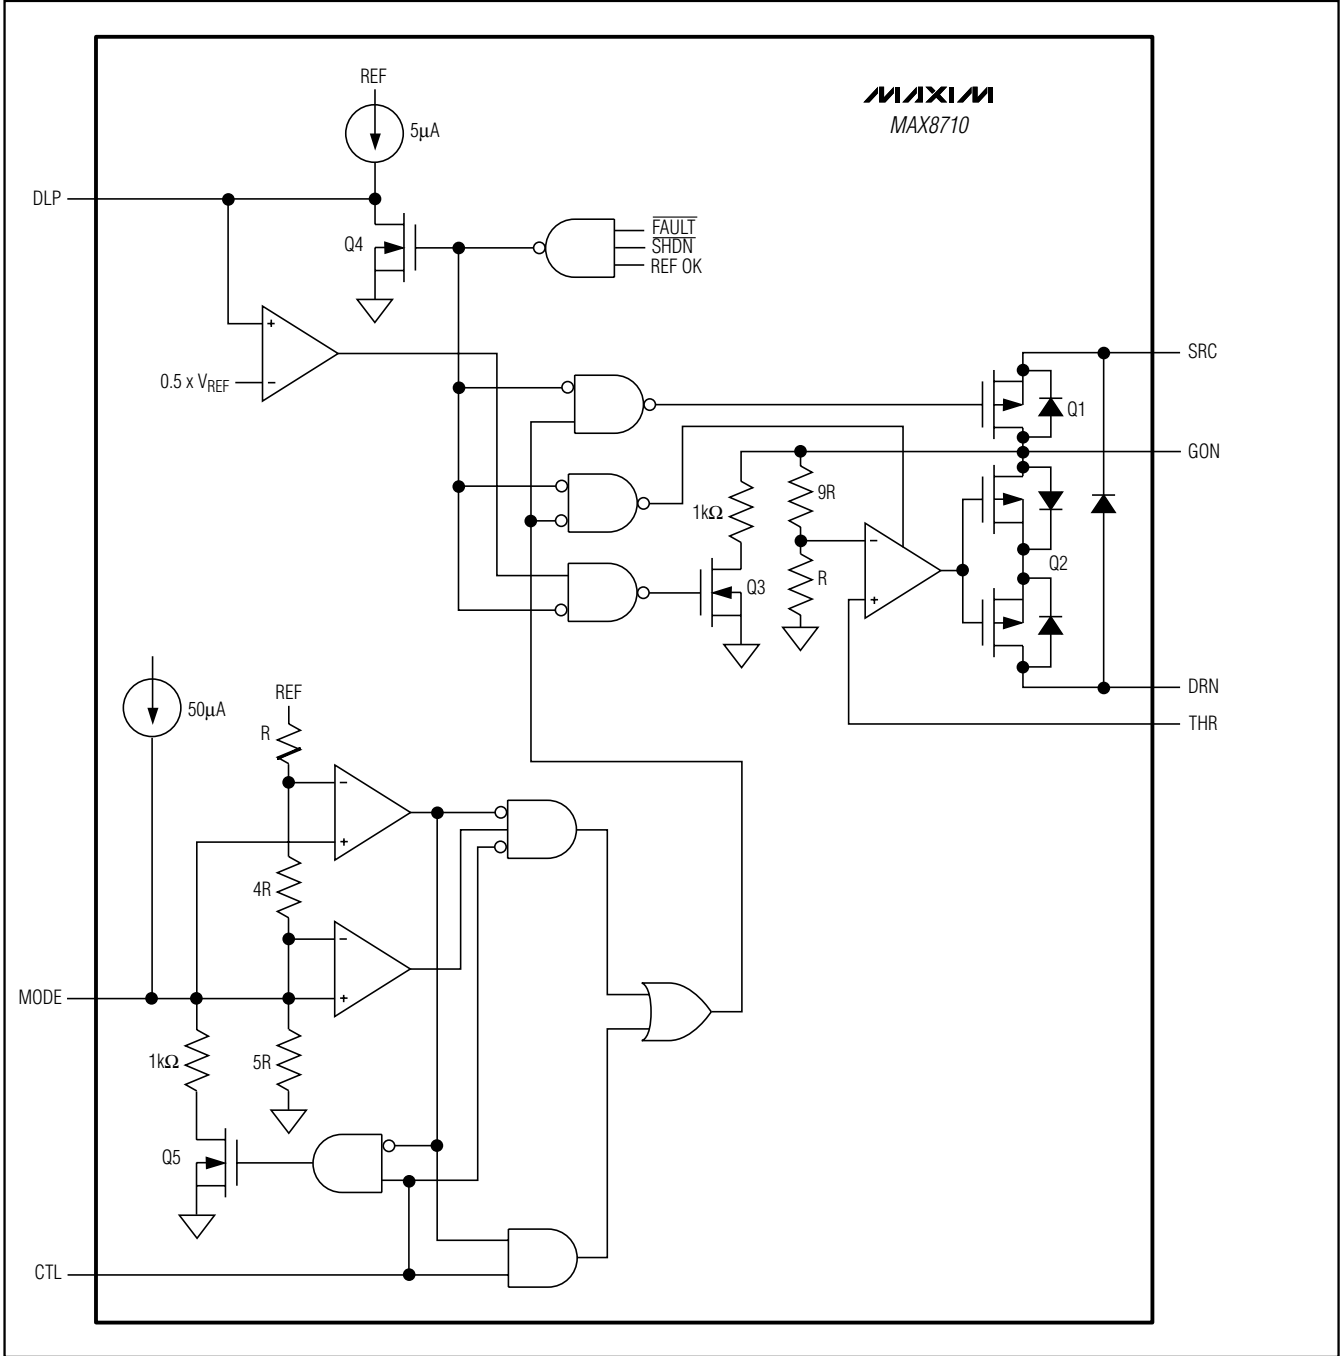 REF
MAXIM
5μA
MAX8710
DLP
FAULT
SHDN
REF OK
Q4
+
−
0.5 x VREF
SRC
Q1
GON
9R
1kΩ
−
Q2
R
Q3
+
DRN
THR
50μA
REF
R
−
+
4R
−
MODE
+
1kΩ
5R
Q5
CTL